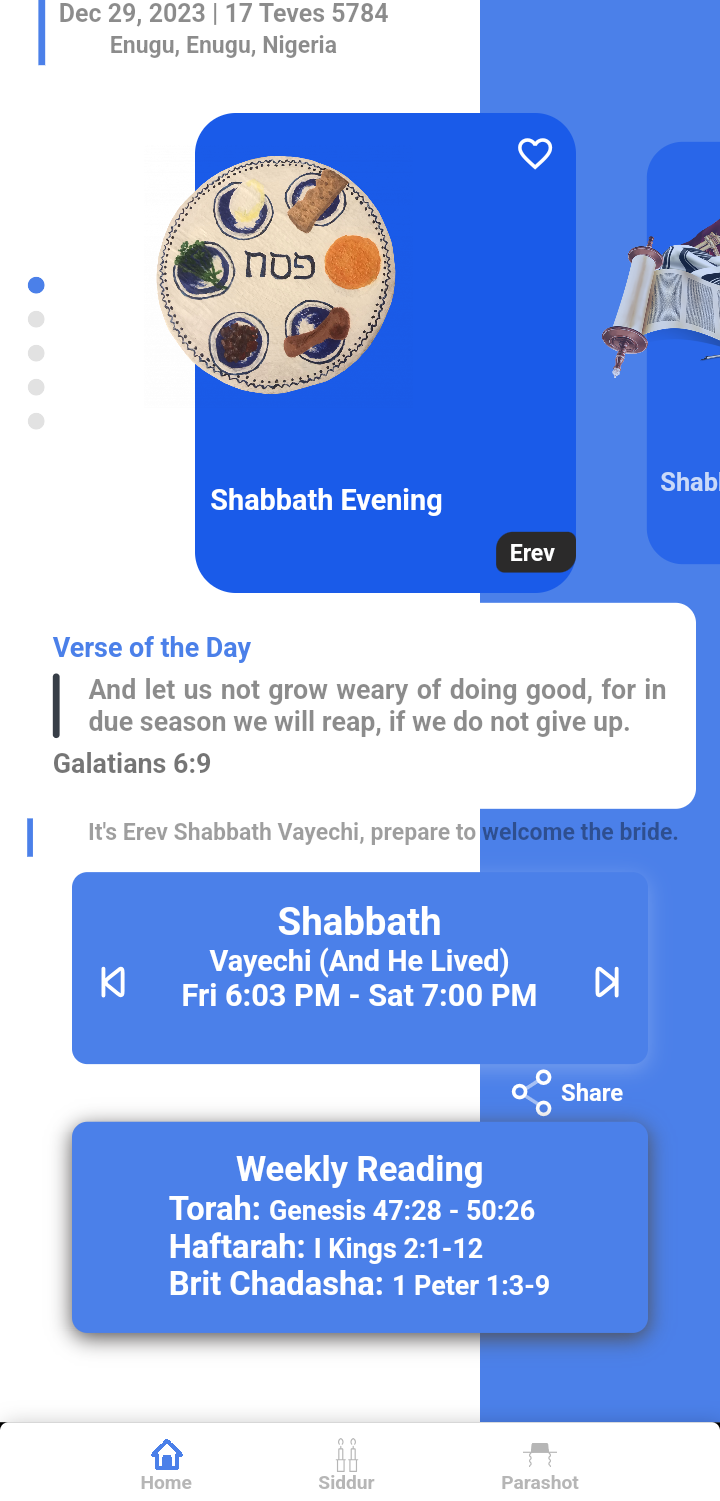 Dec 29, 2023 | 17 Teves 5784
Enugu, Enugu, Nigeria
פסח
Shabbath Evening
Erev
Shabl
Verse of the Day
And let us not grow weary of doing good, for in
due season we will reap, if we do not give up.
Galatians 6:9
It's Erev Shabbath Vayechi, prepare to welcome the bride.
Shabbath
Vayechi (And He Lived)
Fri 6:03 PM - Sat 7:00 PM
Share
Weekly Reading
Torah: Genesis 47:28 - 50:26
Haftarah: I Kings 2:1-12
Brit Chadasha: 1 Peter 1:3-9
Home
Siddur
Parashot